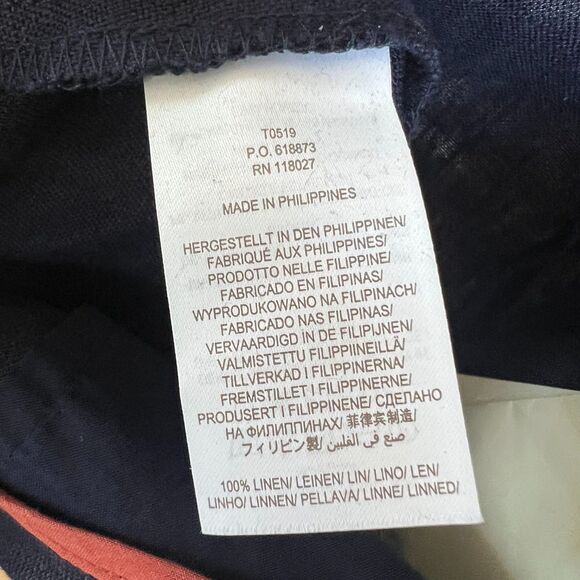 T0519
P.O. 618873
RN 118027
MADE IN PHILIPPINES
HERGESTELLT IN DEN PHILIPPINEN/
FABRIQUÉ AUX PHILIPPINES/
PRODOTTO NELLE FILIPPINE/
FABRICADO EN FILIPINAS/
WYPRODUKOWANO NA FILIPINACH/
FABRICADO NAS FILIPINAS/
VERVAARDIGD IN DE FILIPIJNEN/
VALMISTETTU FILIPPIINEILLÄ/
TILLVERKAD I FILIPPINERNA/
FREMSTILLET I FILIPPINERNE/
PRODUSERT I FILIPPINENE/ СДЕЛАНО
НА ФИЛИППИНАХ/ 菲律宾制造/
フィリピン製/ صنع في الفلبين/
100% LINEN/ LEINEN/ LIN/ LINO/ LEN/
LINHO/ LINNEN/ PELLAVA/ LINNE/ LINNED/